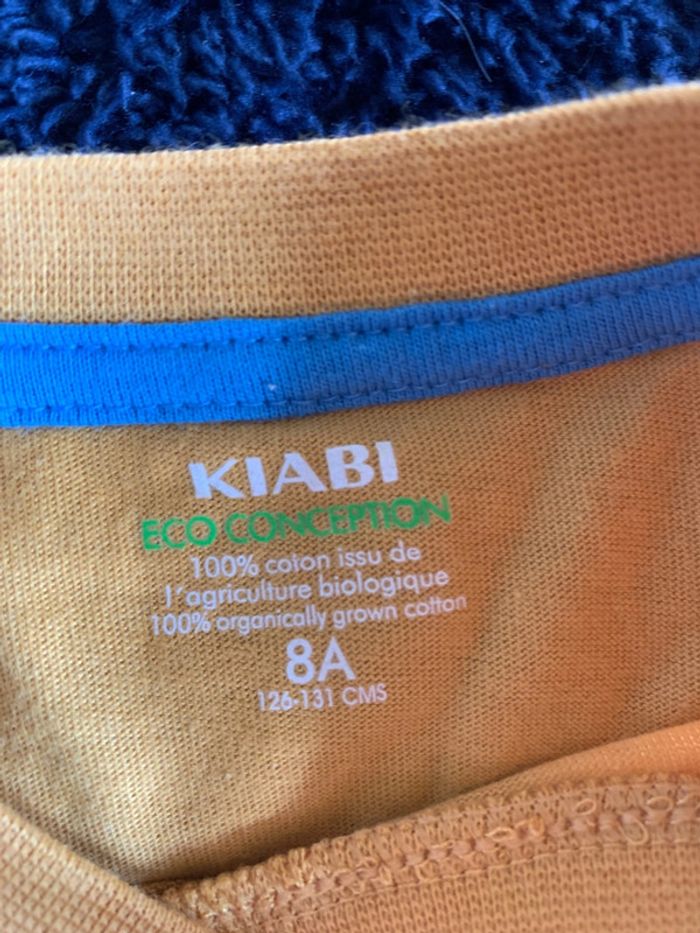 KIABI
ECO CONCEPTION
100% coton issu de
l'agriculture biologique
100% organically grown cotton
8A
126-131 CMS